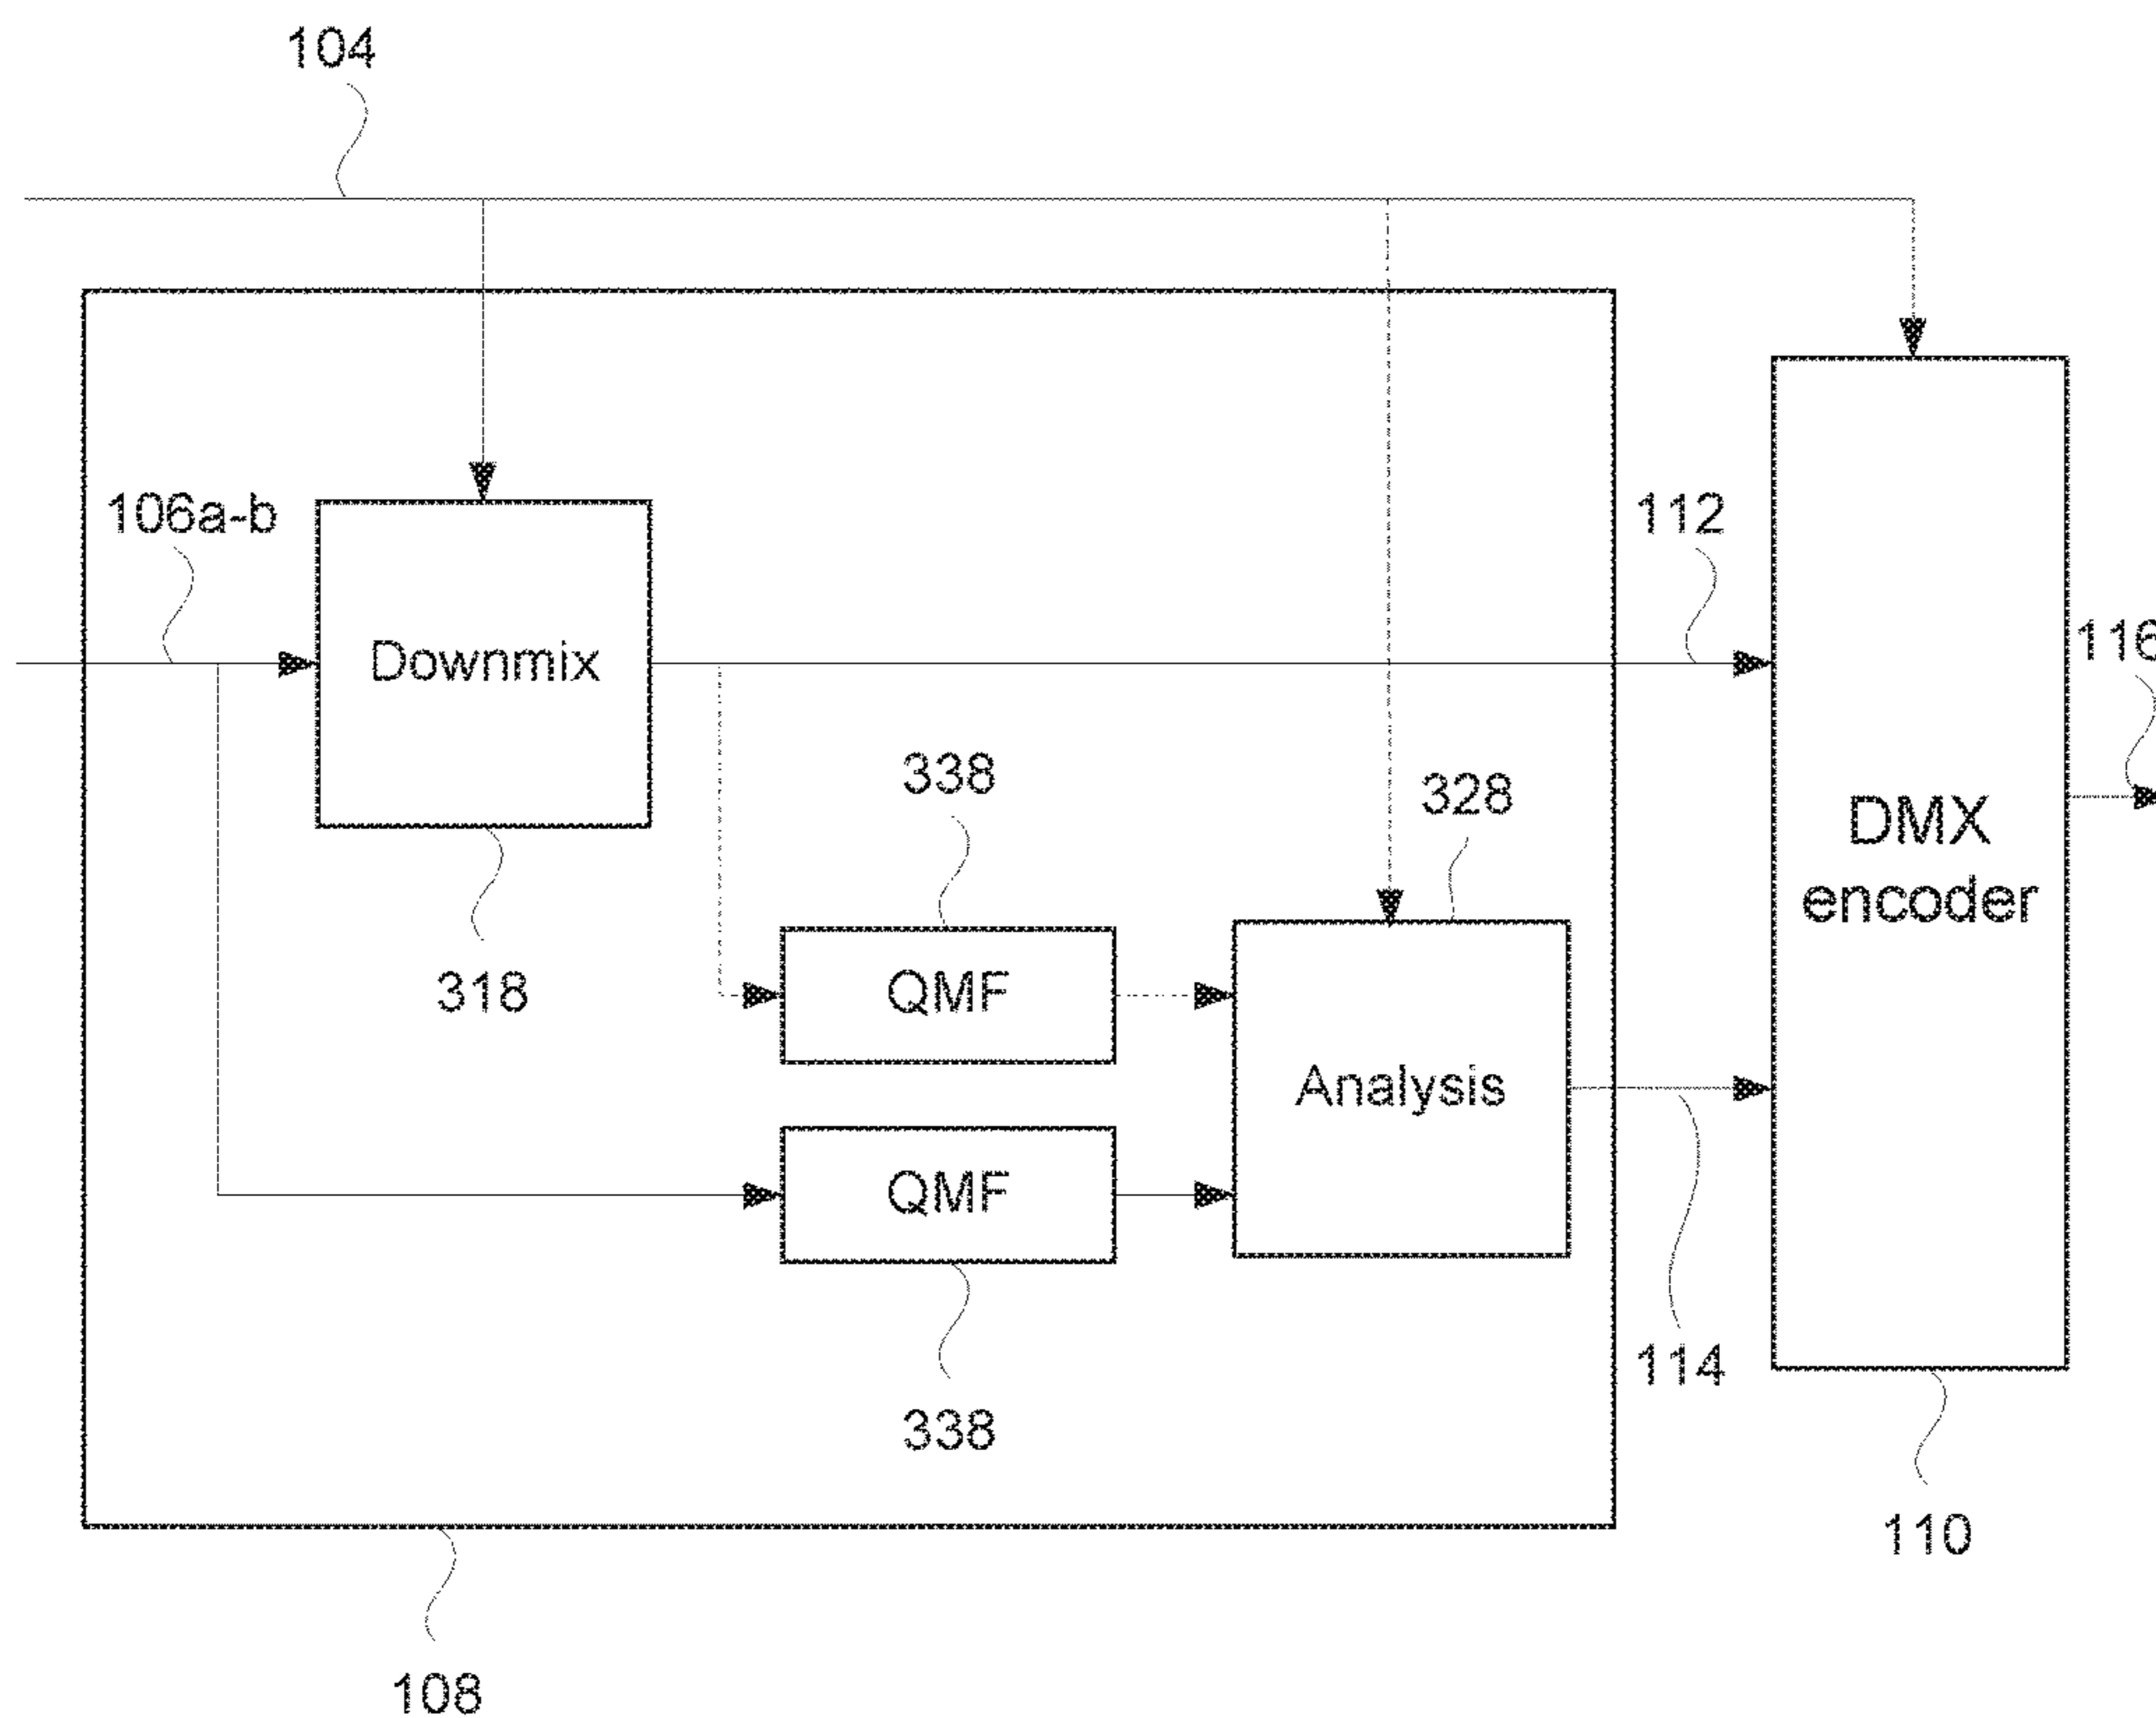 104
106a-b
112
Downmix
116
338
328
DMX
encoder
318
QMF
Analysis
QMF
114
338
110
108